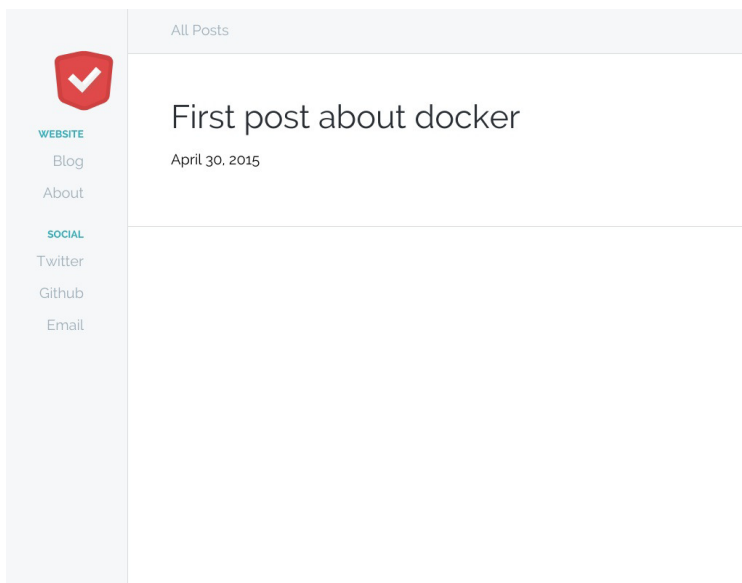 All Posts
WEBSITE
Blog
About
SOCIAL
Twitter
Github
Email
First post about docker
April 30, 2015